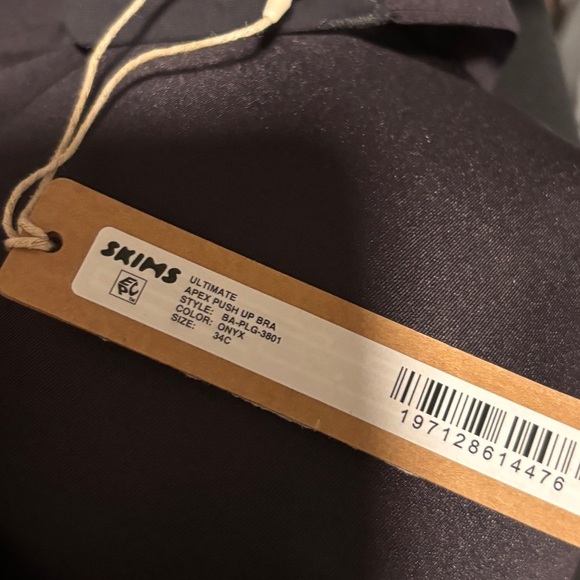 SKIMS
ULTIMATE
APEX PUSH UP BRA
STYLE: BA-PLG-3801
COLOR: ONYX
SIZE: 34C
197128614476